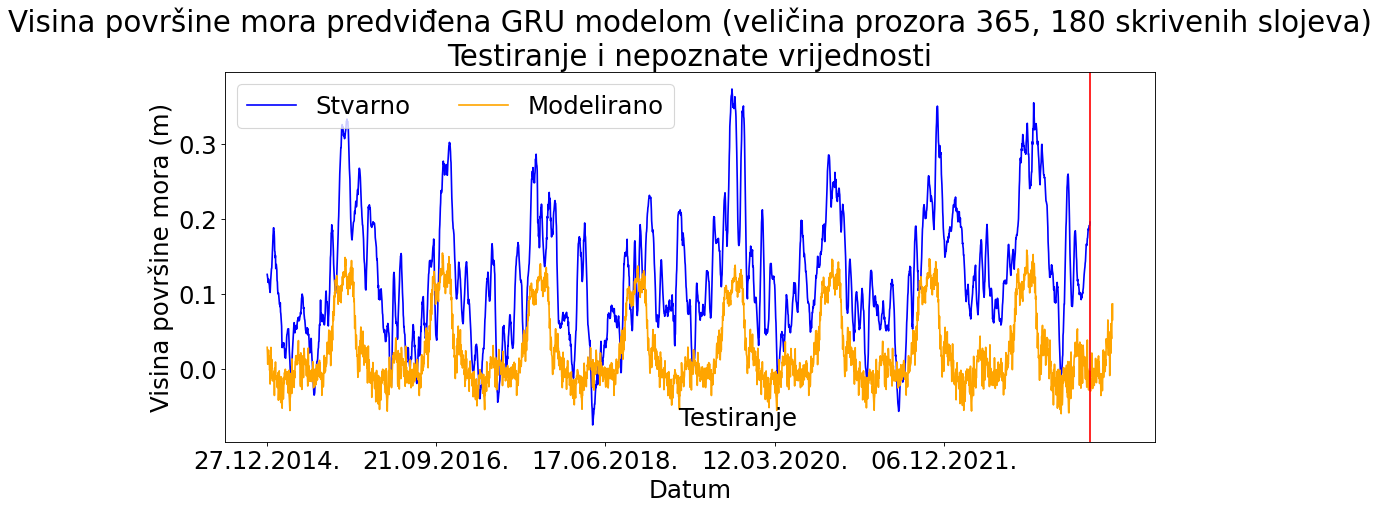 Visina površine mora predviđena GRU modelom (veličina prozora 365, 180 skrivenih slojeva)
Testiranje i nepoznate vrijednosti
Stvarno
Modelirano
Visina površine mora (m)
0.3
0.2
0.1
0.0
Testiranje
27.12.2014.
21.09.2016.
17.06.2018.
12.03.2020.
06.12.2021.
Datum